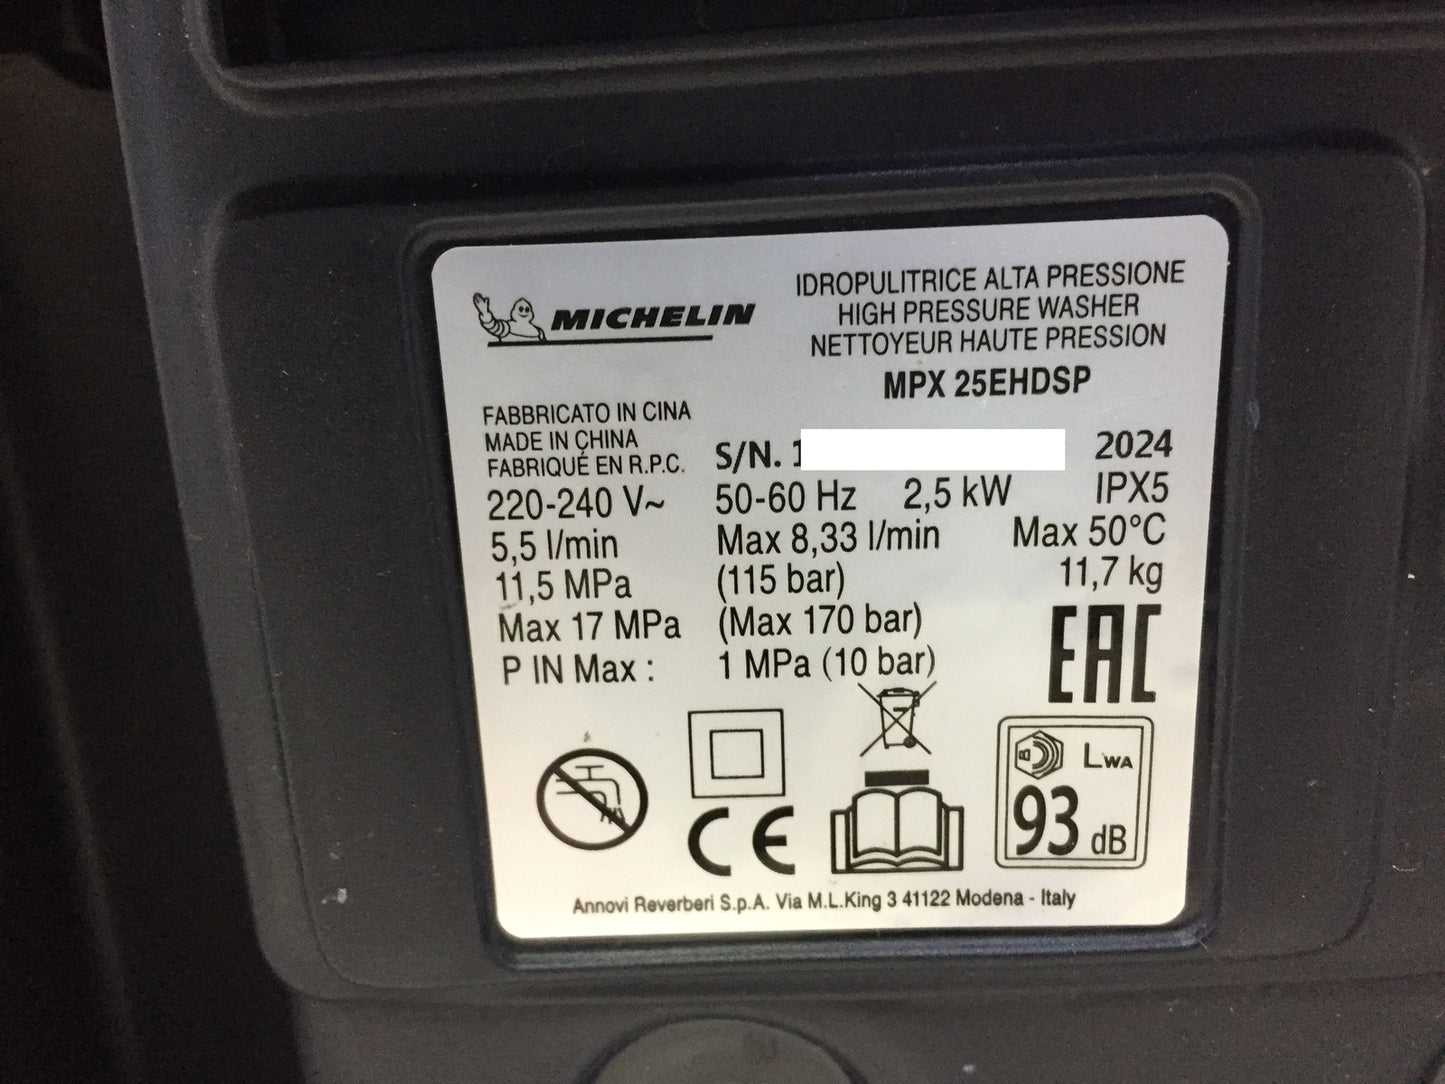 MICHELIN
IDROPULITRICE ALTA PRESSIONE
HIGH PRESSURE WASHER
NETTOYEUR HAUTE PRESSION
MPX 25EHDSP
FABBRICATO IN CINA
MADE IN CHINA
FABRIQUÉ EN R.P.C.
S/N. 1 2024
220-240 V~ 50-60 Hz 2,5 kW IPX5
5,5 l/min Max 8,33 l/min Max 50°C
11,5 MPa (115 bar) 11,7 kg
Max 17 MPa (Max 170 bar)
P IN Max : 1 MPa (10 bar)
EAC
CE
LWA
93 dB
Annovi Reverberi S.p.A. Via M.L.King 3 41122 Modena - Italy